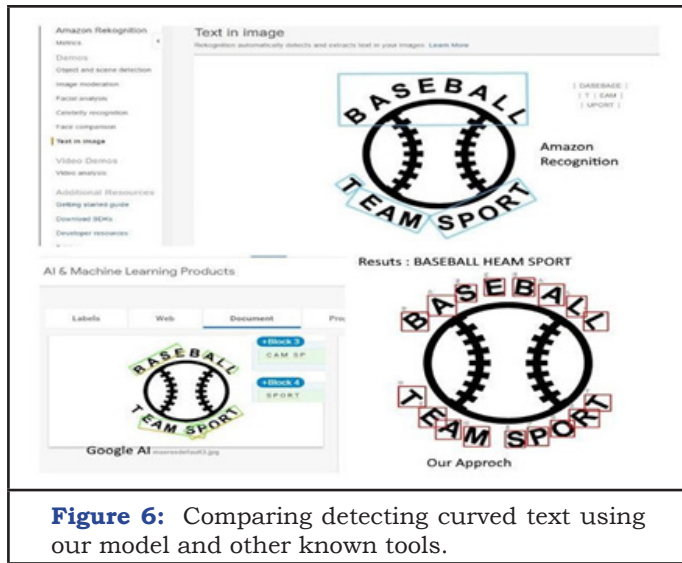 Amazon Rekognition
Metrics
Demos
Object and scene detection
Image moderation
Facial analysis
Celebrity recognition
Face comparison
Text in image
Video Demos
Video analysis
Additional Resources
Getting started guide
Download SDKs
Developer resources
Text in image
Rekognition automatically detects and extracts text in your images. Learn More
BASEBALL
TEAM SPORT
| T | EAM |
| UPORT |
Amazon
Recognition
AI & Machine Learning Products
Labels
Web
Document
BASEBALL
TEAM SPORT
+Block 3
CAM SP
+Block 4
SPORT
Google AI
Resuts : BASEBALL HEAM SPORT
BASEBALL
TEAM SPORT
Our Approch
Figure 6: Comparing detecting curved text using
our model and other known tools.